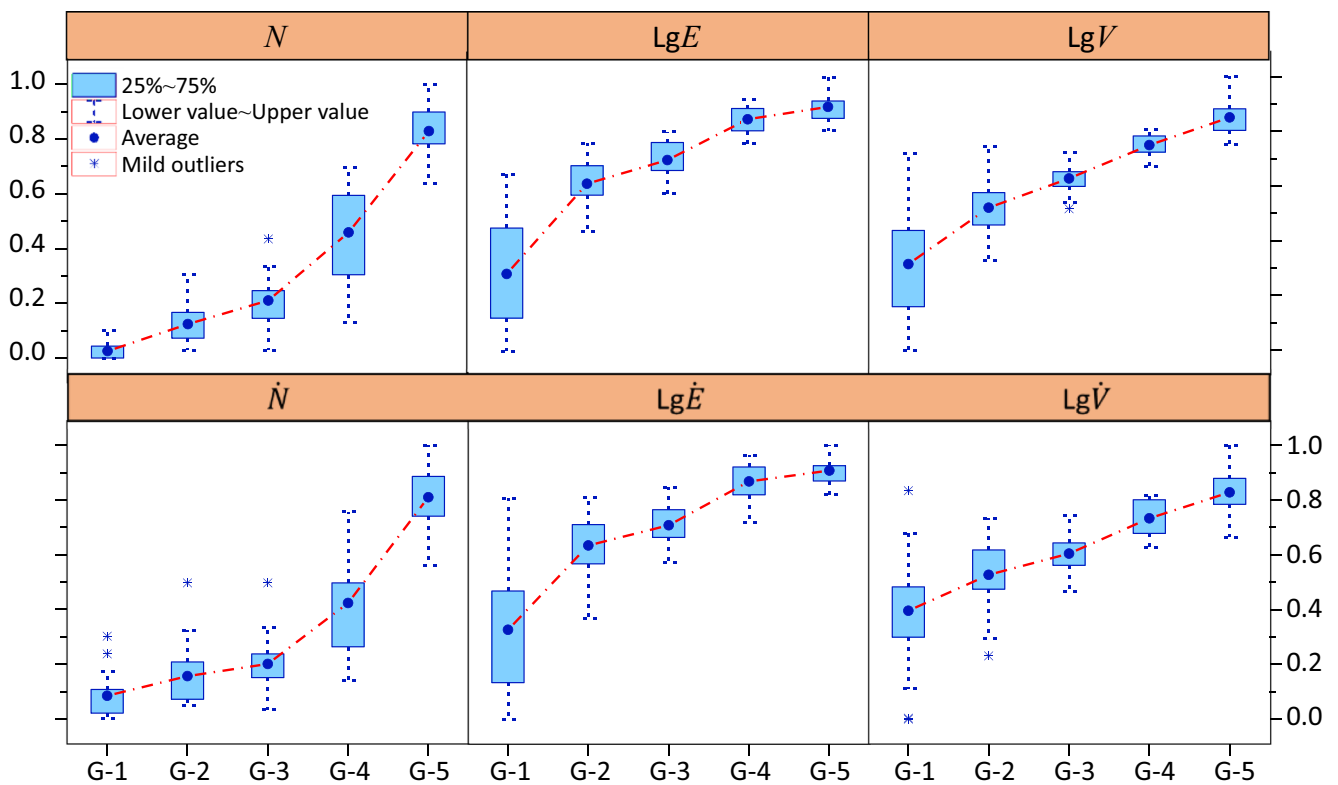 N LgE LgV
25%~75%
Lower value~Upper value
Average
Mild outliers
1.0
0.8
0.6
0.4
0.2
0.0
Ṅ LgĖ LgV̇
1.0
0.8
0.6
0.4
0.2
0.0
G-1 G-2 G-3 G-4 G-5 G-1 G-2 G-3 G-4 G-5 G-1 G-2 G-3 G-4 G-5